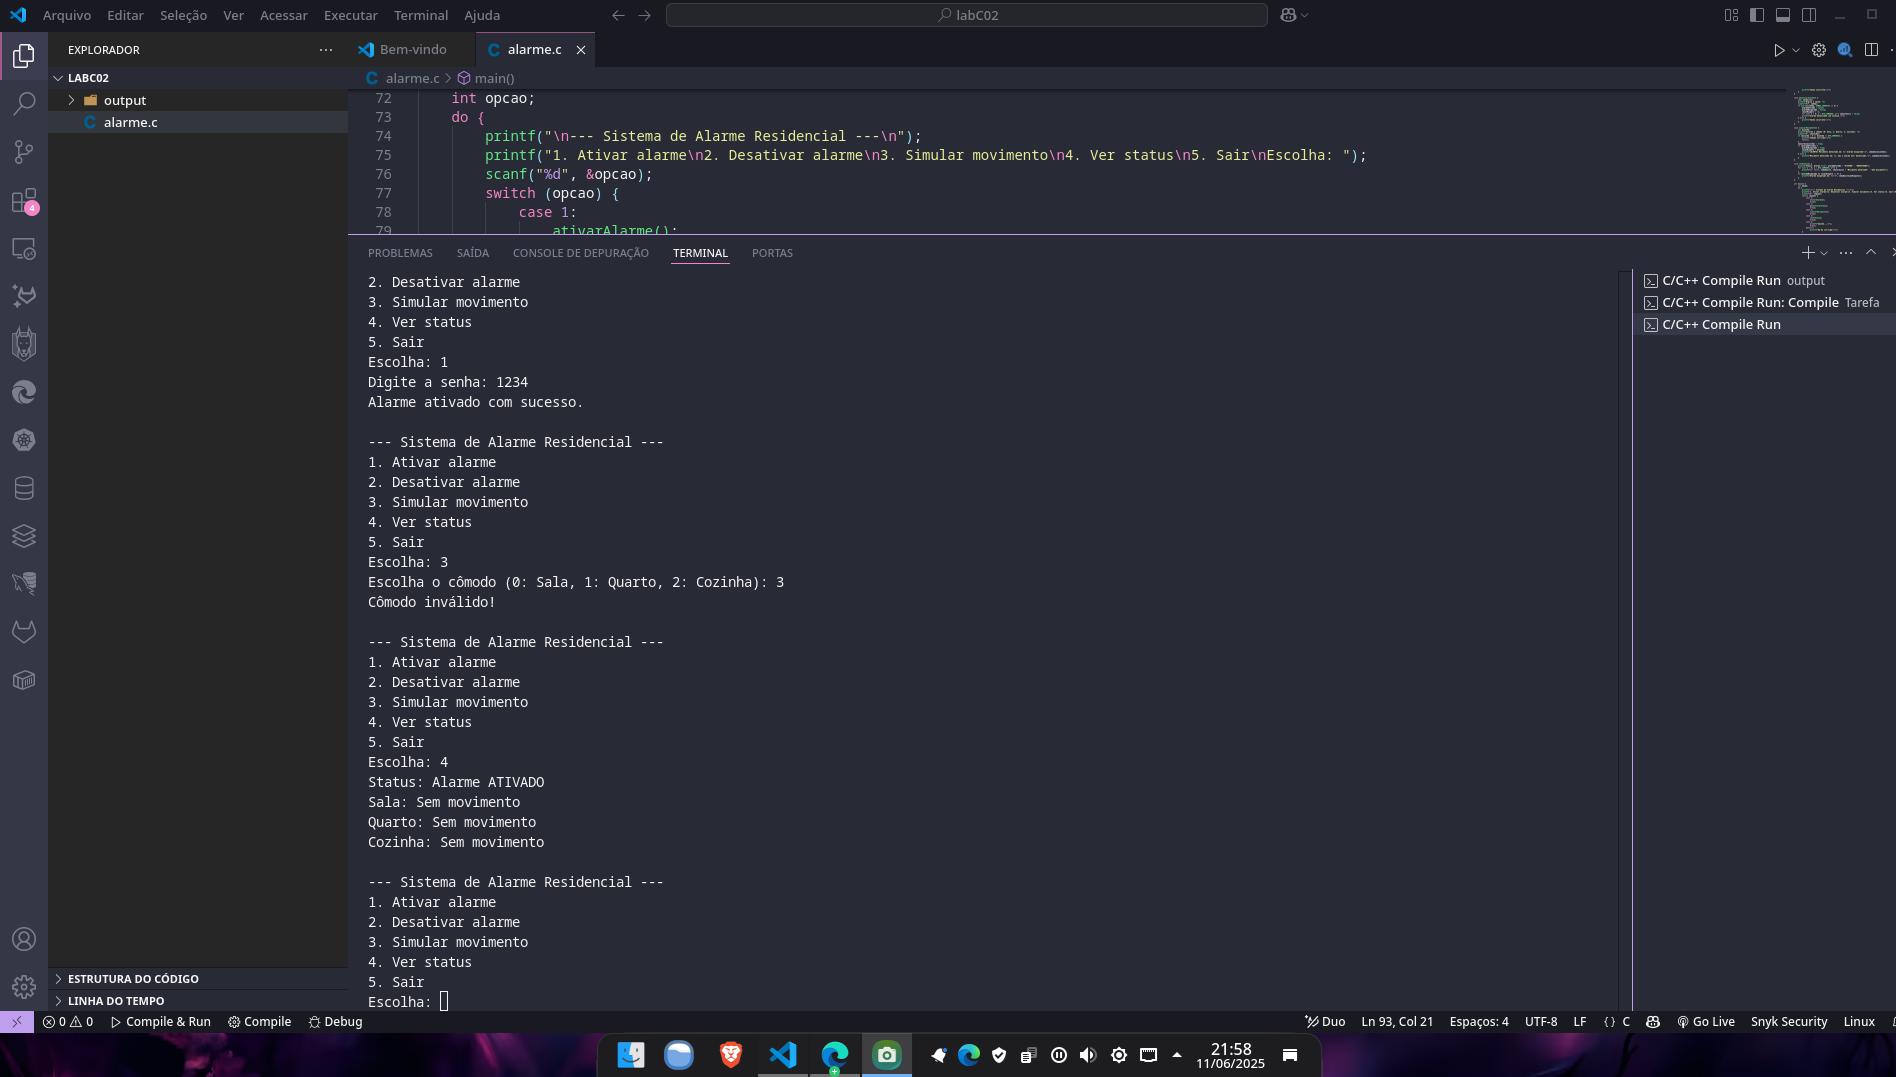 Arquivo Editar Seleção Ver Acessar Executar Terminal Ajuda
labC02
EXPLORADOR
Bem-vindo
alarme.c
LABC02
output
alarme.c
alarme.c > main()
72 int opcao;
73 do {
74 printf("\n--- Sistema de Alarme Residencial ---\n");
75 printf("1. Ativar alarme\n2. Desativar alarme\n3. Simular movimento\n4. Ver status\n5. Sair\nEscolha: ");
76 scanf("%d", &opcao);
77 switch (opcao) {
78 case 1:
79 ativarAlarme();
4
PROBLEMAS SAÍDA CONSOLE DE DEPURAÇÃO TERMINAL PORTAS
2. Desativar alarme
3. Simular movimento
4. Ver status
5. Sair
Escolha: 1
Digite a senha: 1234
Alarme ativado com sucesso.
--- Sistema de Alarme Residencial ---
1. Ativar alarme
2. Desativar alarme
3. Simular movimento
4. Ver status
5. Sair
Escolha: 3
Escolha o cômodo (0: Sala, 1: Quarto, 2: Cozinha): 3
Cômodo inválido!
--- Sistema de Alarme Residencial ---
1. Ativar alarme
2. Desativar alarme
3. Simular movimento
4. Ver status
5. Sair
Escolha: 4
Status: Alarme ATIVADO
Sala: Sem movimento
Quarto: Sem movimento
Cozinha: Sem movimento
--- Sistema de Alarme Residencial ---
1. Ativar alarme
2. Desativar alarme
3. Simular movimento
4. Ver status
5. Sair
Escolha:
C/C++ Compile Run output
C/C++ Compile Run: Compile Tarefa
C/C++ Compile Run
ESTRUTURA DO CÓDIGO
LINHA DO TEMPO
0 0 Compile & Run Compile Debug
Duo Ln 93, Col 21 Espaços: 4 UTF-8 LF {} C Go Live Snyk Security Linux
21:58
11/06/2025